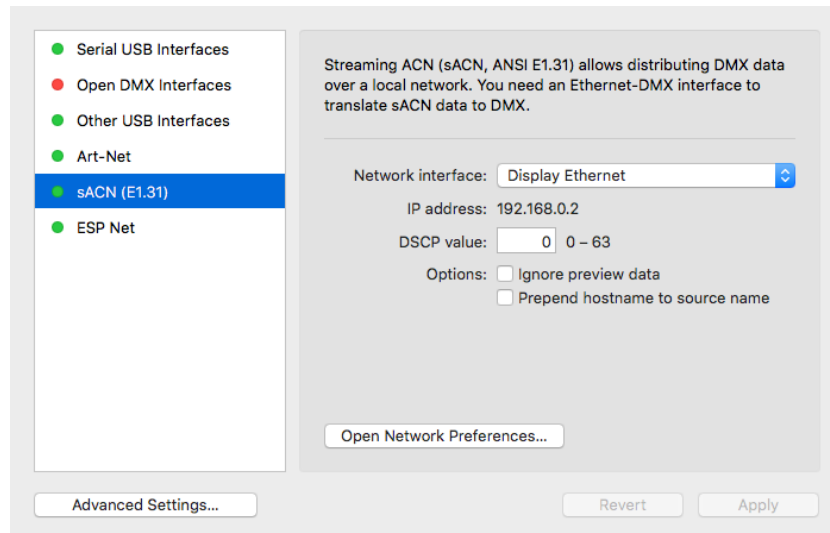 Serial USB Interfaces
Open DMX Interfaces
Other USB Interfaces
Art-Net
sACN (E1.31)
ESP Net
Streaming ACN (sACN, ANSI E1.31) allows distributing DMX data
over a local network. You need an Ethernet-DMX interface to
translate sACN data to DMX.
Network interface: Display Ethernet
IP address: 192.168.0.2
DSCP value: 0 0 – 63
Options: Ignore preview data
Prepend hostname to source name
Open Network Preferences...
Advanced Settings...
Revert Apply